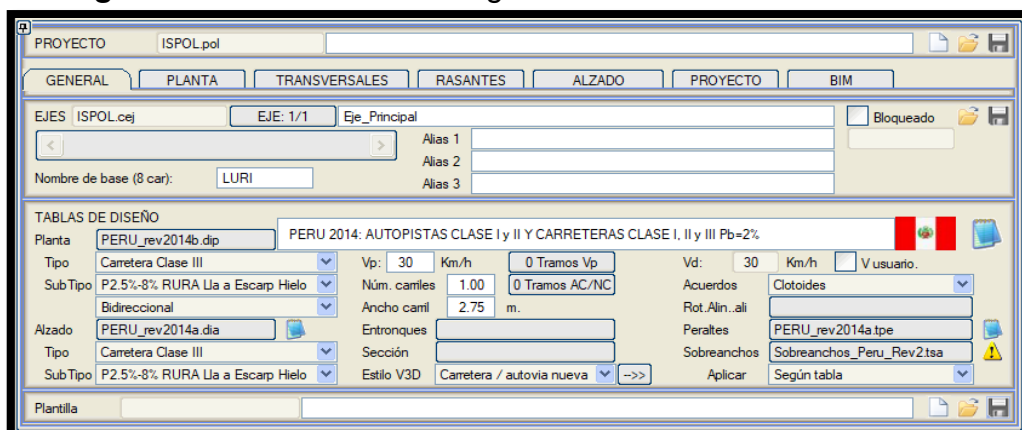 PROYECTO ISPOL.pol
GENERAL PLANTA TRANSVERSALES RASANTES ALZADO PROYECTO BIM
EJES ISPOL.cej EJE: 1/1 Eje_Principal Bloqueado
< > Alias 1
Alias 2
Nombre de base (8 car): LURI Alias 3
TABLAS DE DISEÑO
Planta PERU_rev2014b.dip PERU 2014: AUTOPISTAS CLASE I y II Y CARRETERAS CLASE I, II y III Pb=2%
Tipo Carretera Clase III Vp: 30 Km/h 0 Tramos Vp Vd: 30 Km/h V usuario.
SubTipo P2.5%-8% RURA Lla a Escarp Hielo Núm. carriles 1.00 0 Tramos AC/NC Acuerdos Clotoides
Bidireccional Ancho carril 2.75 m. Rot.Alin..ali
Alzado PERU_rev2014a.dia Entronques Peraltes PERU_rev2014a.tpe
Tipo Carretera Clase III Sección Sobreanchos Sobreanchos_Peru_Rev2.tsa
SubTipo P2.5%-8% RURA Lla a Escarp Hielo Estilo V3D Carretera / autovia nueva -->> Aplicar Según tabla
Plantilla